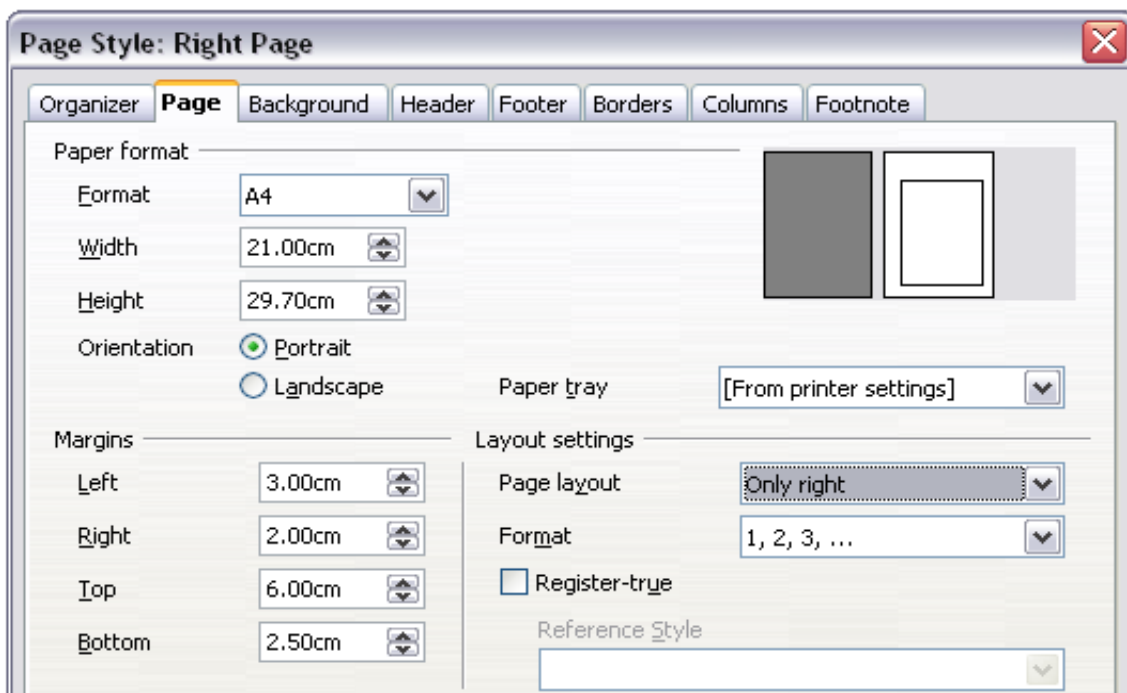 Page Style: Right Page
Organizer Page Background Header Footer Borders Columns Footnote
Paper format
Format A4
Width 21.00cm
Height 29.70cm
Orientation Portrait
Landscape Paper tray [From printer settings]
Margins Layout settings
Left 3.00cm Page layout Only right
Right 2.00cm Format 1, 2, 3, ...
Top 6.00cm Register-true
Bottom 2.50cm Reference Style